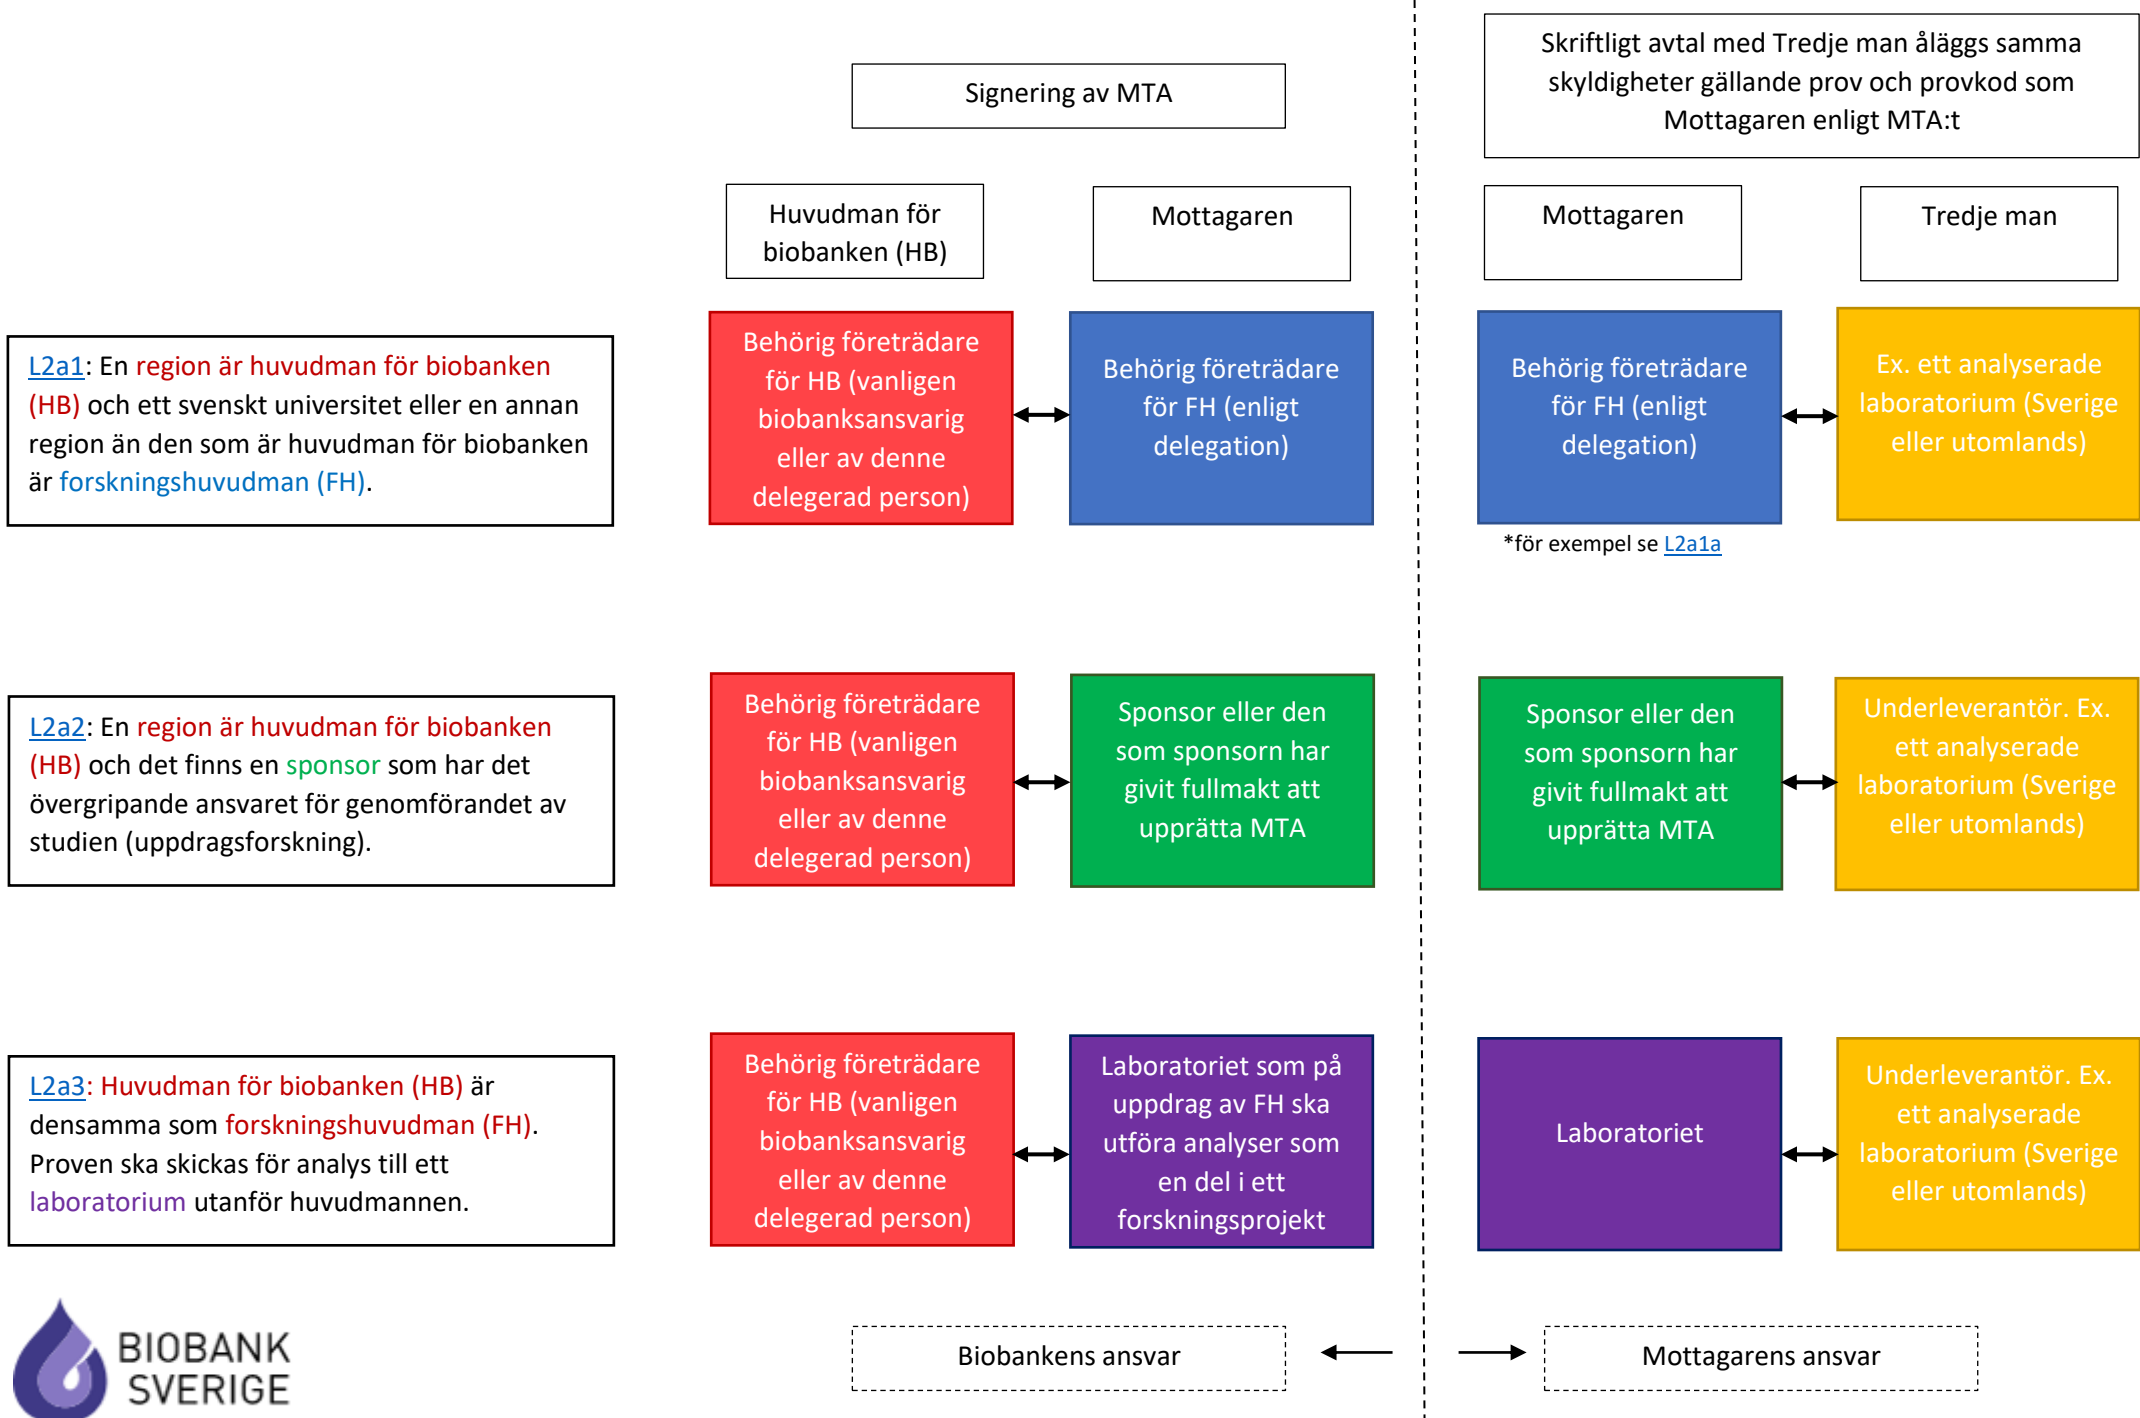 Signering av MTA
Skriftligt avtal med Tredje man åläggs samma
skyldigheter gällande prov och provkod som
Mottagaren enligt MTA:t
Huvudman för
biobanken (HB)
Mottagaren
Mottagaren
Tredje man
L2a1: En region är huvudman för biobanken
(HB) och ett svenskt universitet eller en annan
region än den som är huvudman för biobanken
är forskningshuvudman (FH).
Behörig företrädare
för HB (vanligen
biobanksansvarig
eller av denne
delegerad person)
Behörig företrädare
för FH (enligt
delegation)
Behörig företrädare
för FH (enligt
delegation)
Ex. ett analyserade
laboratorium (Sverige
eller utomlands)
*för exempel se L2a1a
L2a2: En region är huvudman för biobanken
(HB) och det finns en sponsor som har det
övergripande ansvaret för genomförandet av
studien (uppdragsforskning).
Behörig företrädare
för HB (vanligen
biobanksansvarig
eller av denne
delegerad person)
Sponsor eller den
som sponsorn har
givit fullmakt att
upprätta MTA
Sponsor eller den
som sponsorn har
givit fullmakt att
upprätta MTA
Underleverantör. Ex.
ett analyserade
laboratorium (Sverige
eller utomlands)
L2a3: Huvudman för biobanken (HB) är
densamma som forskningshuvudman (FH).
Proven ska skickas för analys till ett
laboratorium utanför huvudmannen.
Behörig företrädare
för HB (vanligen
biobanksansvarig
eller av denne
delegerad person)
Laboratoriet som på
uppdrag av FH ska
utföra analyser som
en del i ett
forskningsprojekt
Laboratoriet
Underleverantör. Ex.
ett analyserade
laboratorium (Sverige
eller utomlands)
BIOBANK
SVERIGE
Biobankens ansvar
Mottagarens ansvar